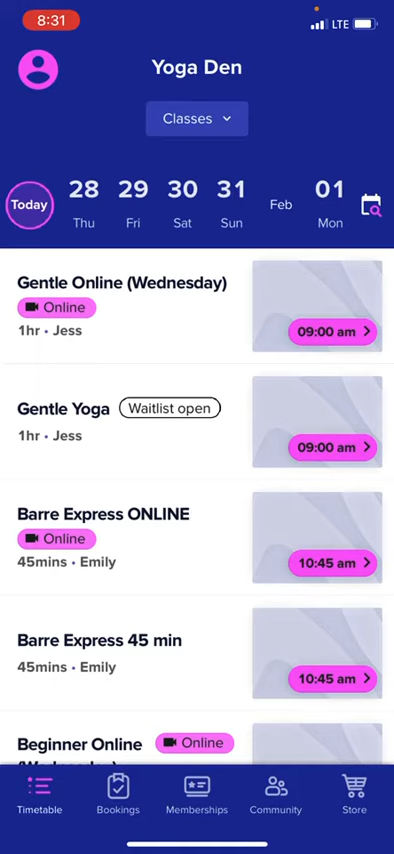 8:31
LTE
Yoga Den
Classes
Today
28
29
30
31
01
Thu
Fri
Sat
Sun
Feb
Mon
Gentle Online (Wednesday)
Online
1hr • Jess
09:00 am
Gentle Yoga
Waitlist open
1hr • Jess
09:00 am
Barre Express ONLINE
Online
45mins • Emily
10:45 am
Barre Express 45 min
45mins • Emily
10:45 am
Beginner Online
Online
(Wednesday)
Timetable
Bookings
Memberships
Community
Store